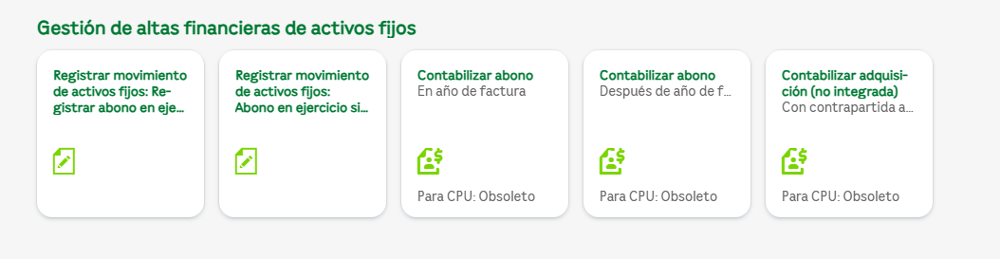 Gestión de altas financieras de activos fijos
Registrar movimiento
de activos fijos: Re-
gistrar abono en eje...
Registrar movimiento
de activos fijos:
Abono en ejercicio si...
Contabilizar abono
En año de factura
Para CPU: Obsoleto
Contabilizar abono
Después de año de f...
Para CPU: Obsoleto
Contabilizar adquisi-
ción (no integrada)
Con contrapartida a...
Para CPU: Obsoleto